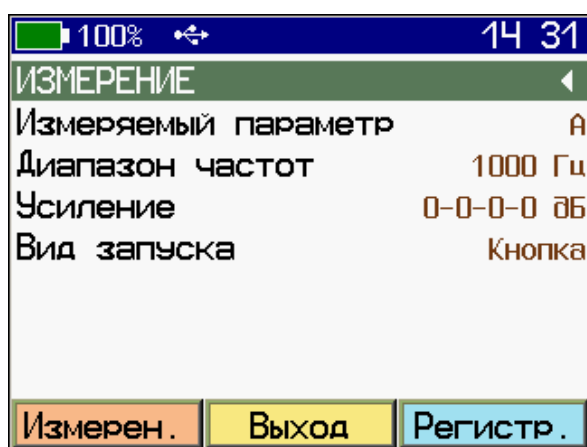 100% 14 31
ИЗМЕРЕНИЕ
Измеряемый параметр А
Диапазон частот 1000 Гц
Усиление 0-0-0-0 дБ
Вид запуска Кнопка
Измерен. Выход Регистр.